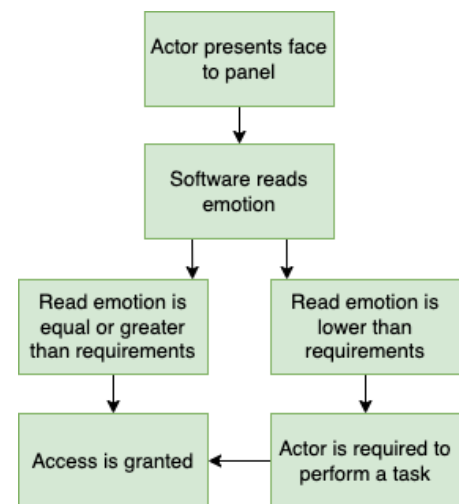 Actor presents face
to panel
Software reads
emotion
Read emotion is
equal or greater
than requirements
Read emotion is
lower than
requirements
Access is granted
Actor is required to
perform a task